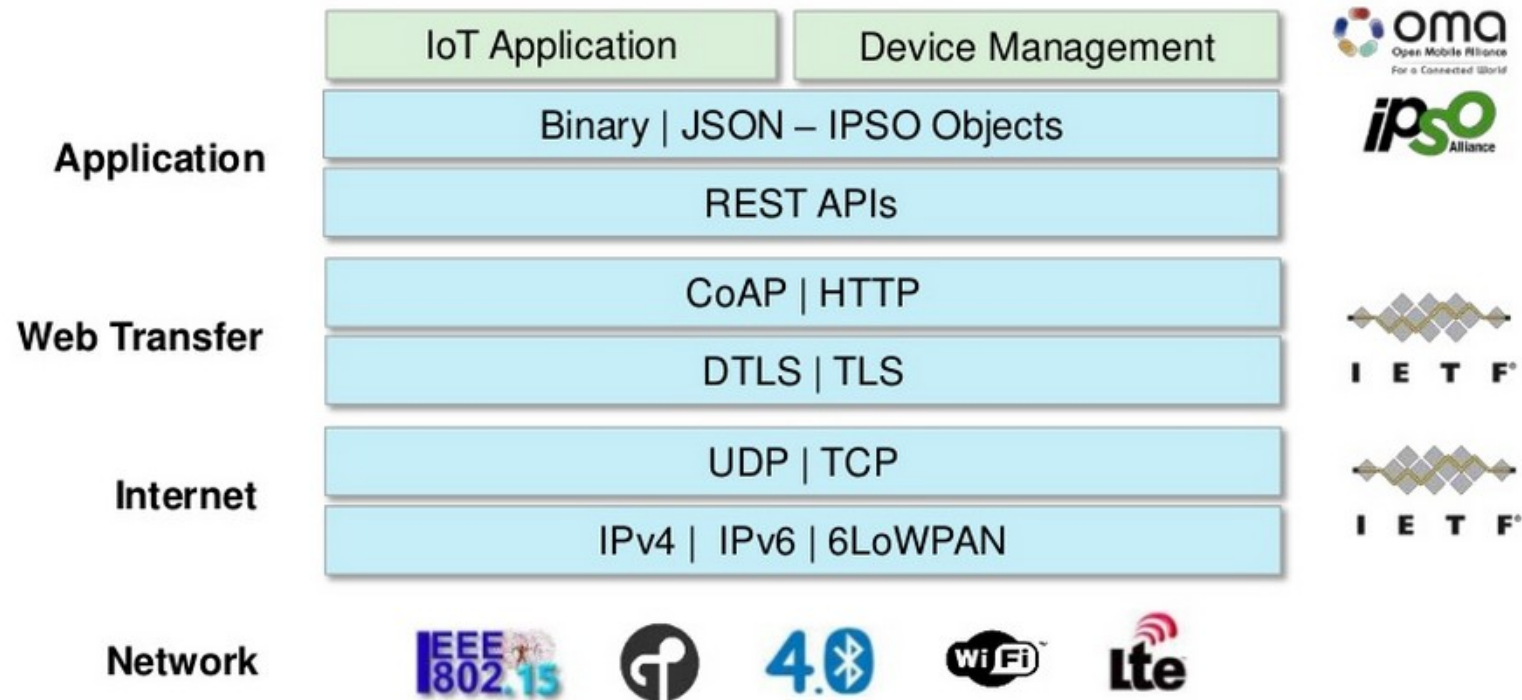 IoT Application
Device Management
oma
Open Mobile Alliance
For a Connected World
Application
Binary | JSON – IPSO Objects
ipso
Alliance
REST APIs
Web Transfer
CoAP | HTTP
DTLS | TLS
I E T F®
Internet
UDP | TCP
IPv4 | IPv6 | 6LoWPAN
I E T F®
Network
IEEE
802.15
4.0
Wi Fi
Lte